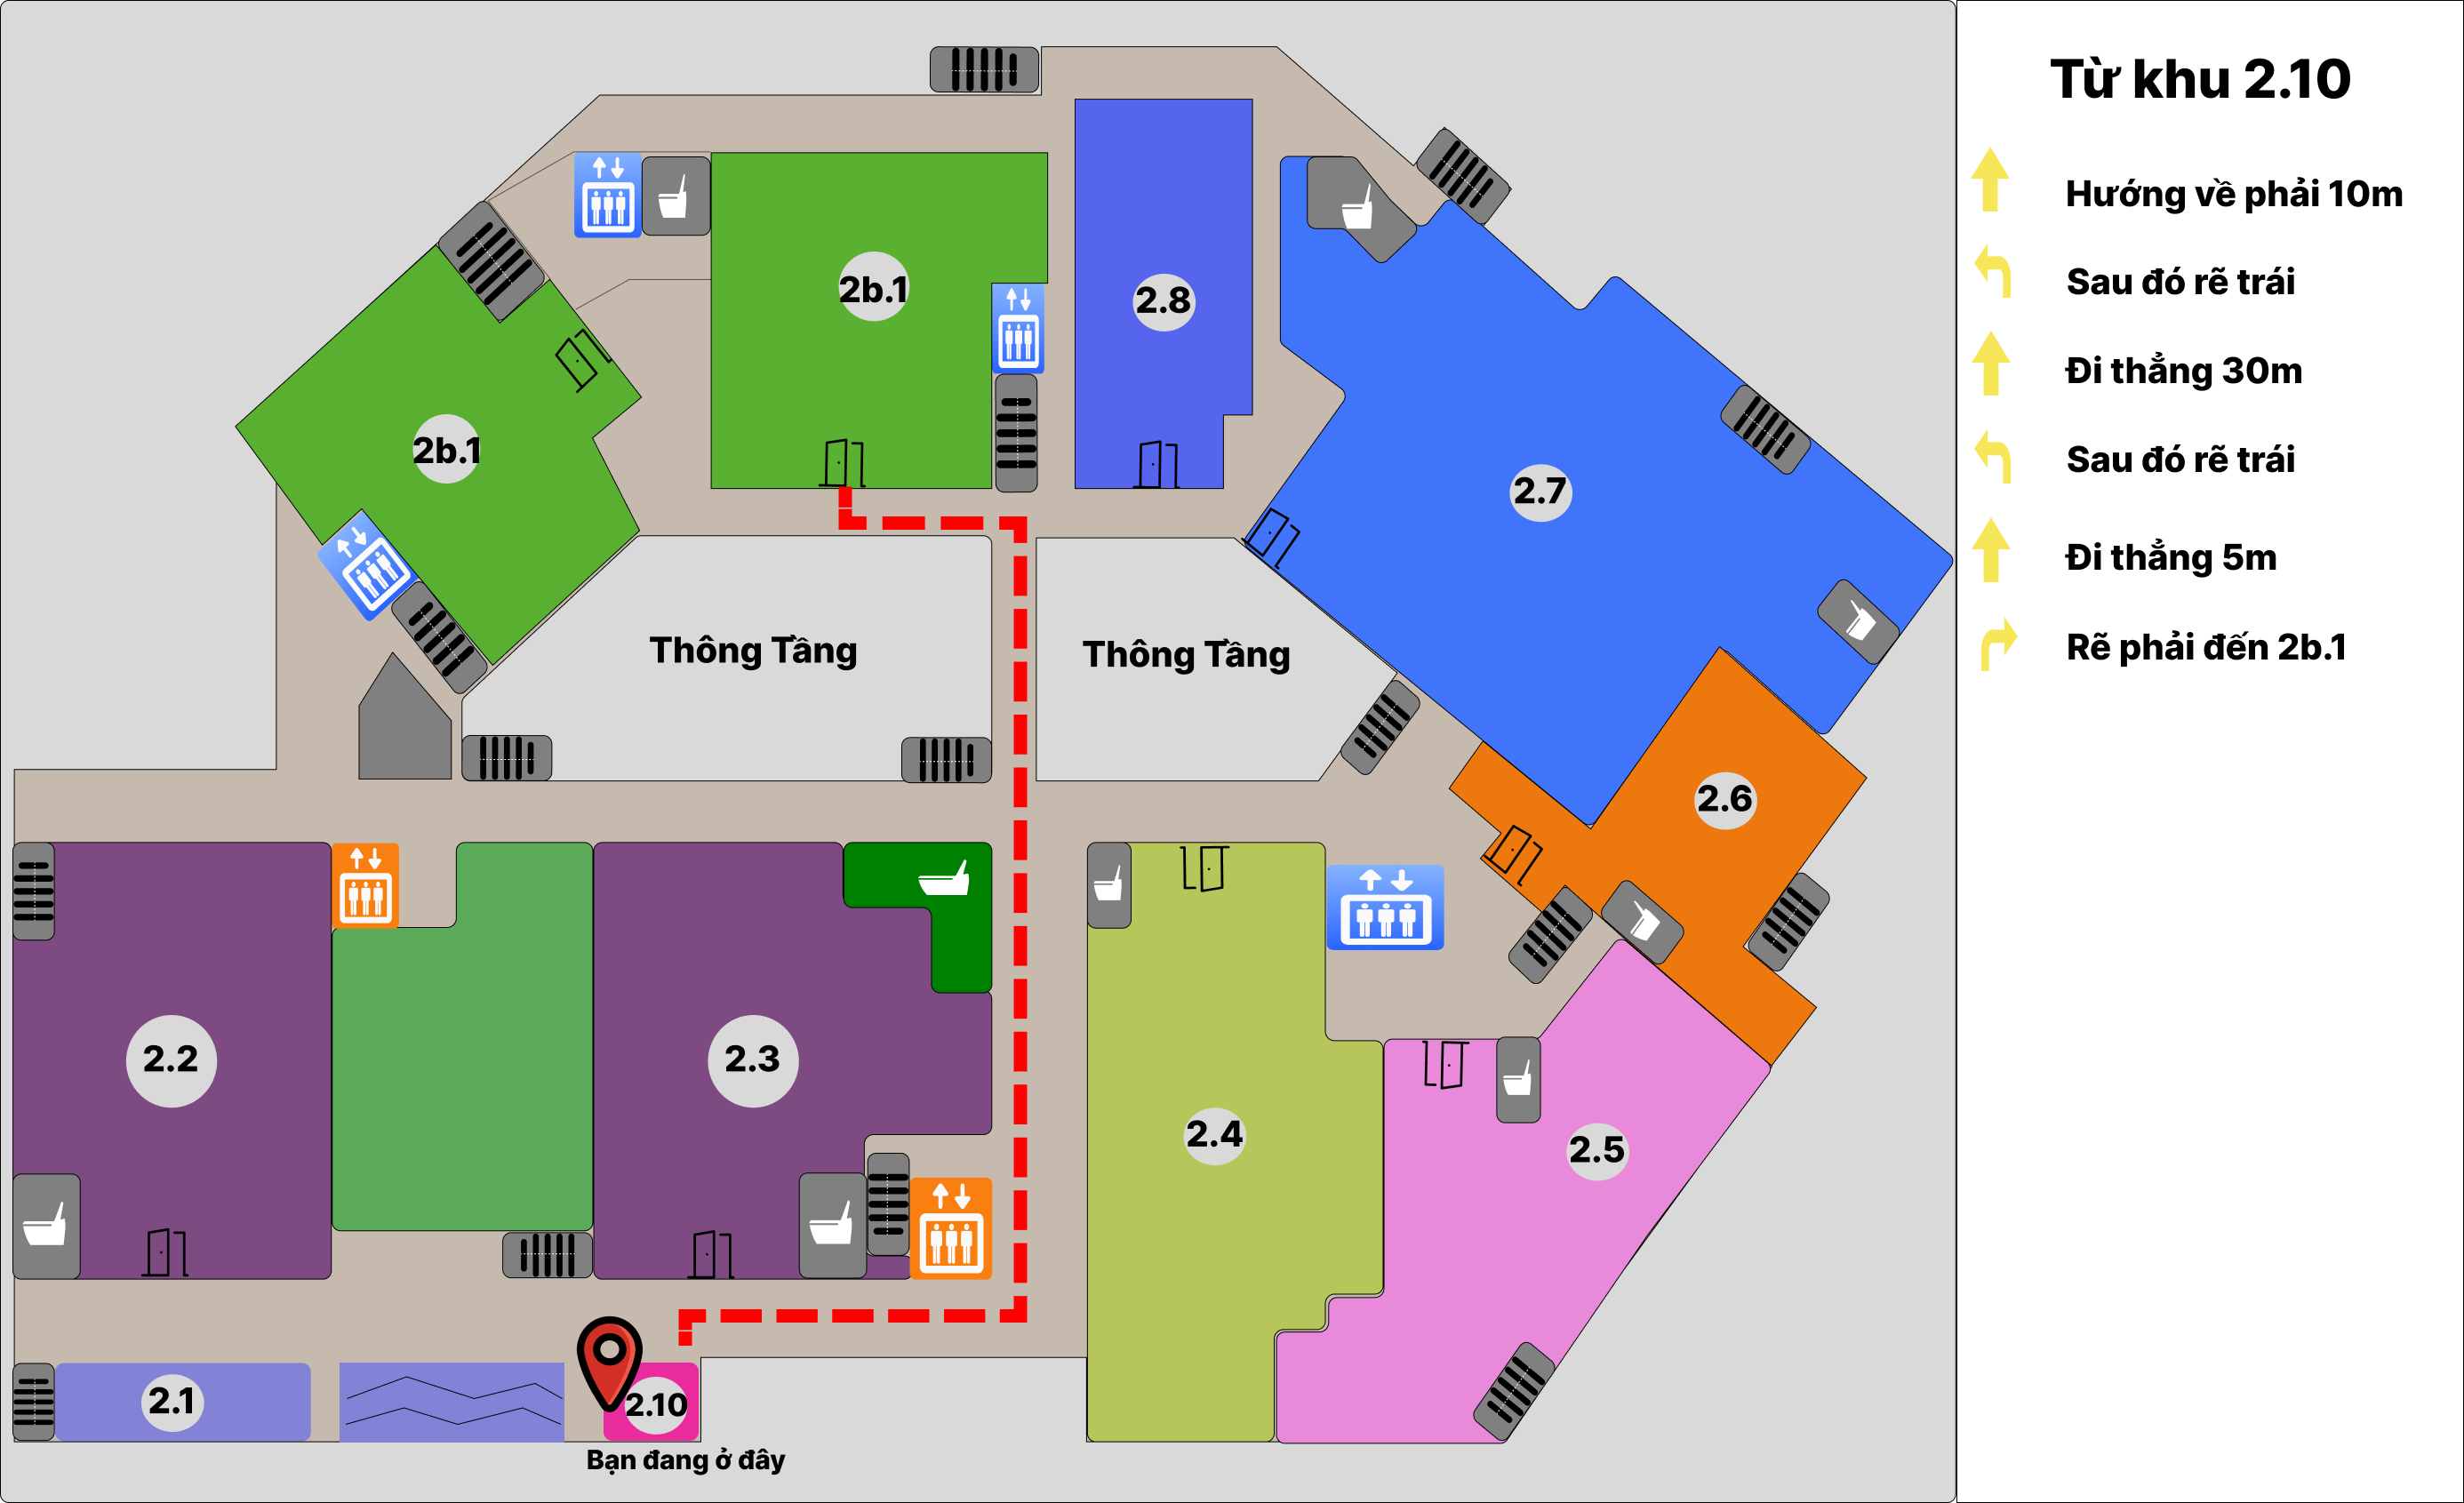 Từ khu 2.10
Hướng về phải 10m
Sau đó rẽ trái
Đi thẳng 30m
Sau đó rẽ trái
Đi thẳng 5m
Rẽ phải đến 2b.1
2b.1
2.8
2b.1
2.7
Thông Tầng
Thông Tầng
2.6
2.2
2.3
2.4
2.5
2.1
2.10
Bạn đang ở đây